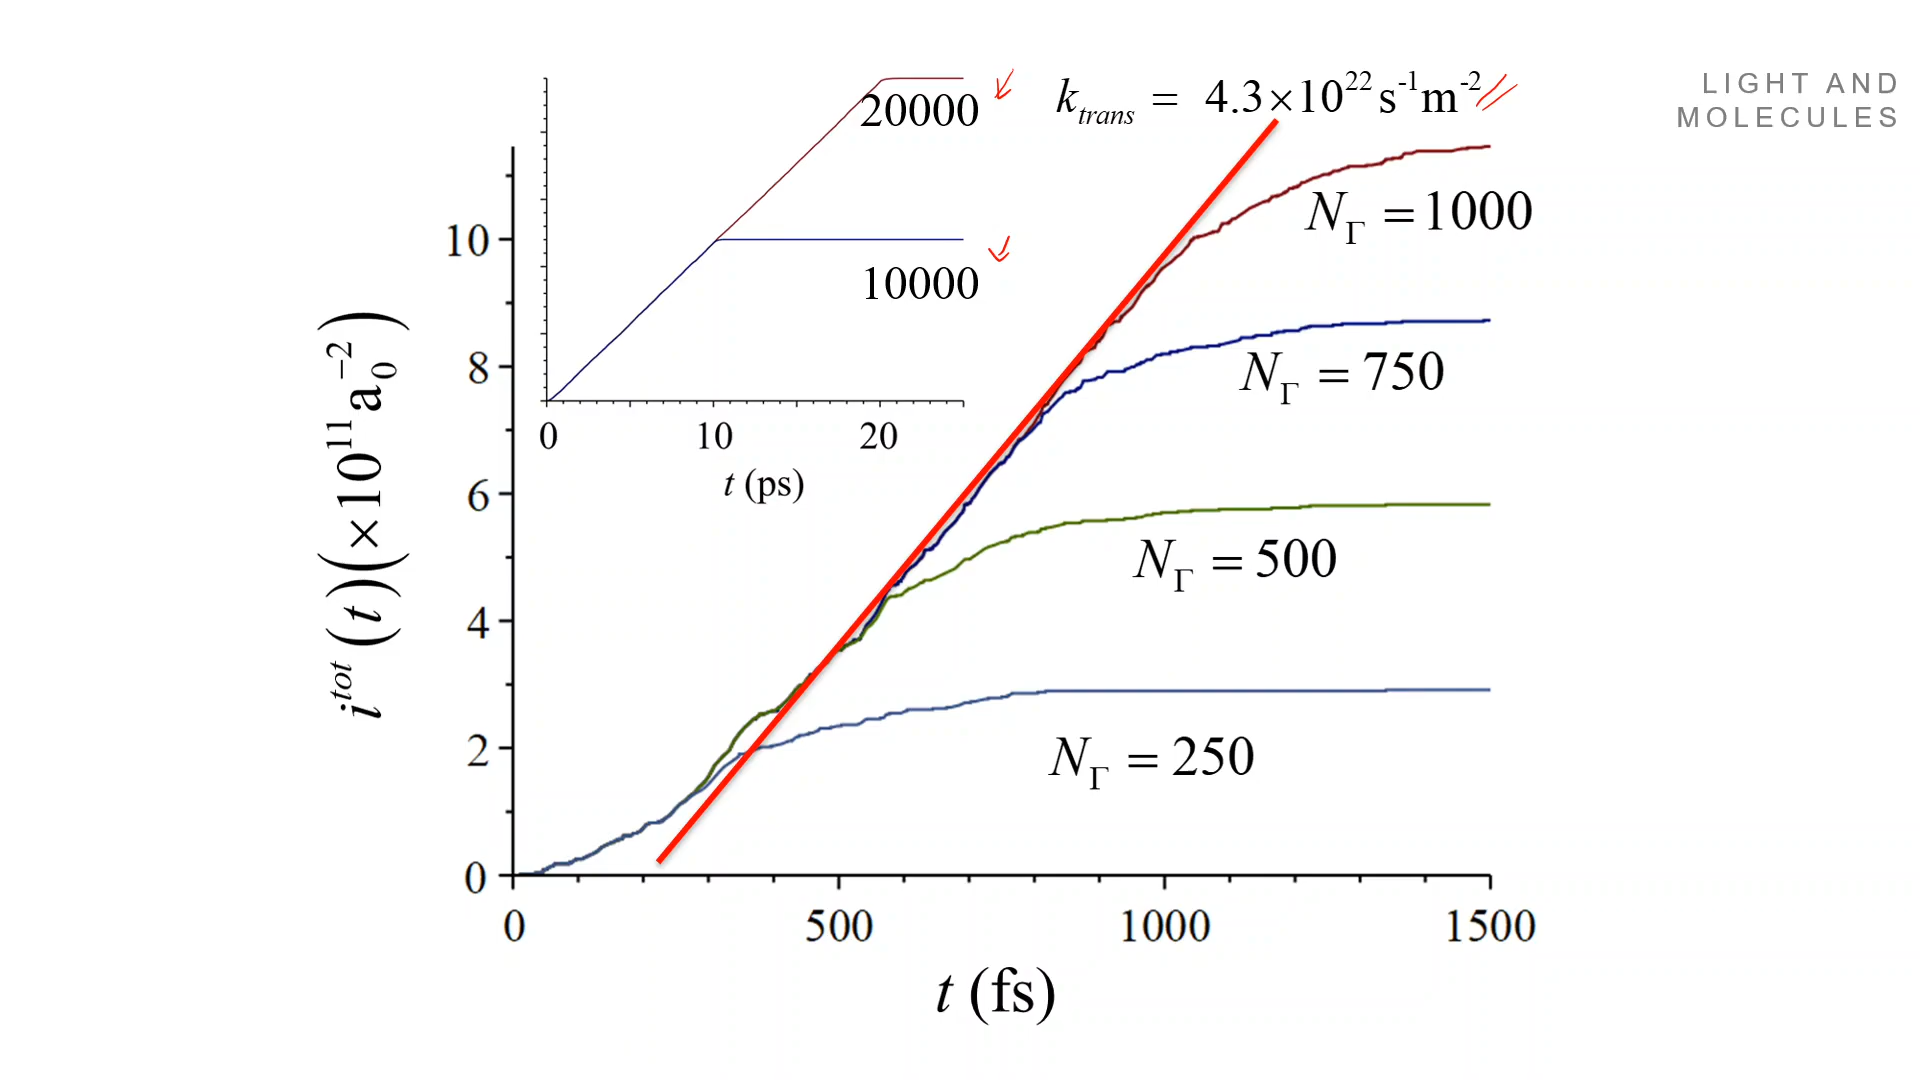 LIGHT AND
MOLECULES
k_trans = 4.3×10^22 s^-1 m^-2
20000
10000
0 10 20
t (ps)
i^tot (t)(×10^11 a_0^−2)
10
8
6
4
2
0
N_Γ = 1000
N_Γ = 750
N_Γ = 500
N_Γ = 250
0 500 1000 1500
t (fs)